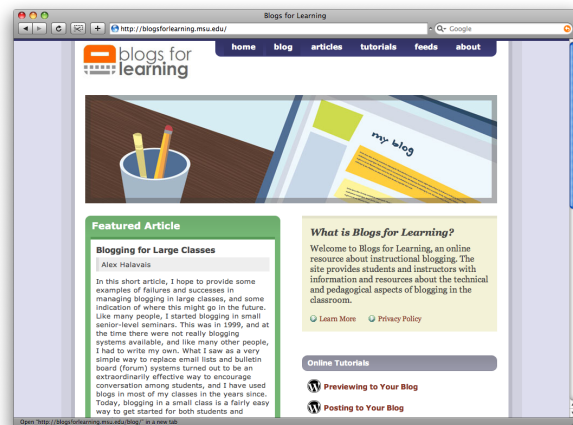 Blogs for Learning
http://blogsforlearning.msu.edu/
Google
blogs for
learning
home blog articles tutorials feeds about
my blog
Featured Article
Blogging for Large Classes
Alex Halavais
In this short article, I hope to provide some
examples of failures and successes in
managing blogging in large classes, and some
indication of where this might go in the future.
Like many people, I started blogging in small
senior-level seminars. This was in 1999, and at
the time there were not really blogging
systems available, and like many other people,
I had to write my own. What I saw as a very
simple way to replace email lists and bulletin
board (forum) systems turned out to be an
extraordinarily effective way to encourage
conversation among students, and I have used
blogs in most of my classes in the years since.
Today, blogging in a small class is a fairly easy
way to get started for both students and
What is Blogs for Learning?
Welcome to Blogs for Learning, an online
resource about instructional blogging. The
site provides students and instructors with
information and resources about the technical
and pedagogical aspects of blogging in the
classroom.
Learn More Privacy Policy
Online Tutorials
Previewing to Your Blog
Posting to Your Blog
Open "http://blogsforlearning.msu.edu/blog/" in a new tab